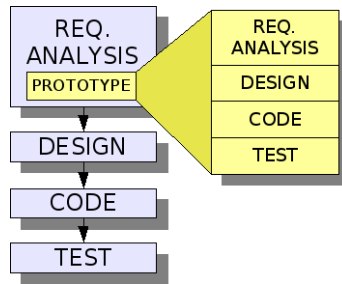 REQ.
ANALYSIS
PROTOTYPE
DESIGN
CODE
TEST
REQ.
ANALYSIS
DESIGN
CODE
TEST